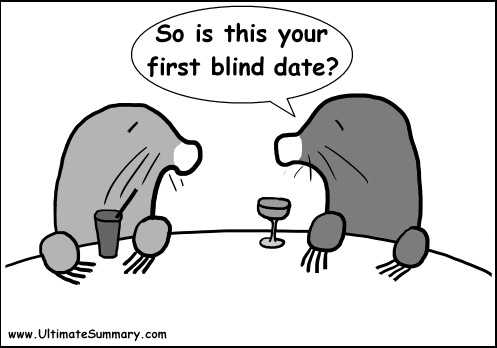 So is this your
first blind date?
www.UltimateSummary.com